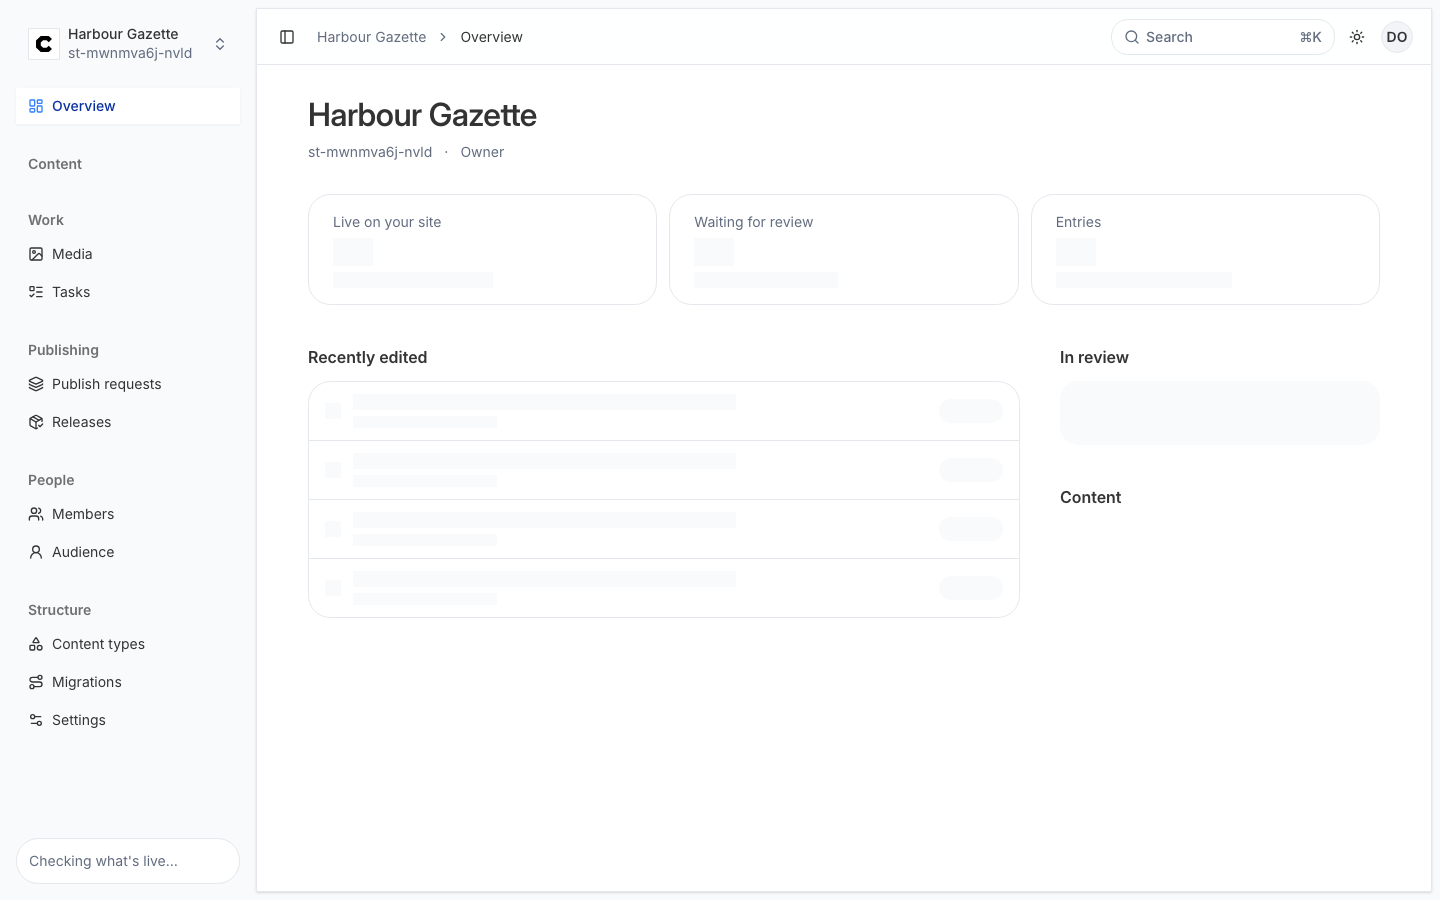 Harbour Gazette
st-mwnmva6j-nvld
Overview
Content
Work
Media
Tasks
Publishing
Publish requests
Releases
People
Members
Audience
Structure
Content types
Migrations
Settings
Checking what's live...
Harbour Gazette > Overview
Search ⌘K
DO
Harbour Gazette
st-mwnmva6j-nvld · Owner
Live on your site
Waiting for review
Entries
Recently edited
In review
Content